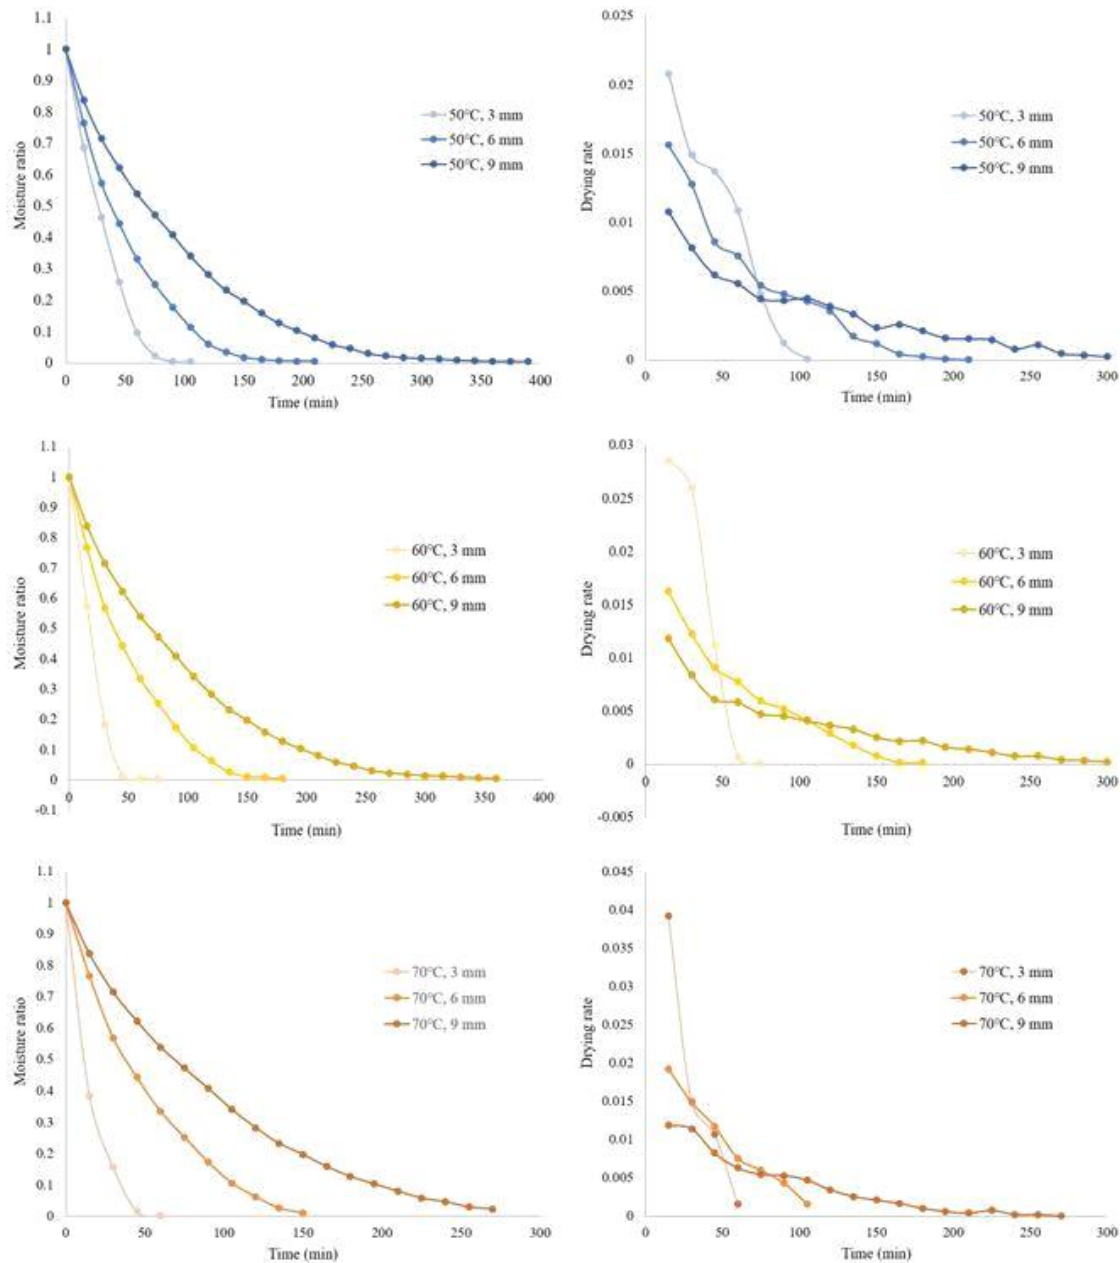 1.1
1
0.9
0.8
0.7
0.6
0.5
0.4
0.3
0.2
0.1
0
Moisture ratio
50℃, 3 mm
50℃, 6 mm
50℃, 9 mm
0 50 100 150 200 250 300 350 400
Time (min)
0.025
0.02
0.015
0.01
0.005
0
Drying rate
50℃, 3 mm
50℃, 6 mm
50℃, 9 mm
0 50 100 150 200 250 300
Time (min)
1.1
1
0.9
0.8
0.7
0.6
0.5
0.4
0.3
0.2
0.1
0
-0.1
Moisture ratio
60℃, 3 mm
60℃, 6 mm
60℃, 9 mm
0 50 100 150 200 250 300 350 400
Time (min)
0.03
0.025
0.02
0.015
0.01
0.005
0
-0.005
Drying rate
60℃, 3 mm
60℃, 6 mm
60℃, 9 mm
0 50 100 150 200 250 300
Time (min)
1.1
1
0.9
0.8
0.7
0.6
0.5
0.4
0.3
0.2
0.1
0
Moisture ratio
70℃, 3 mm
70℃, 6 mm
70℃, 9 mm
0 50 100 150 200 250 300
Time (min)
0.045
0.04
0.035
0.03
0.025
0.02
0.015
0.01
0.005
0
Drying rate
70℃, 3 mm
70℃, 6 mm
70℃, 9 mm
0 50 100 150 200 250 300
Time (min)